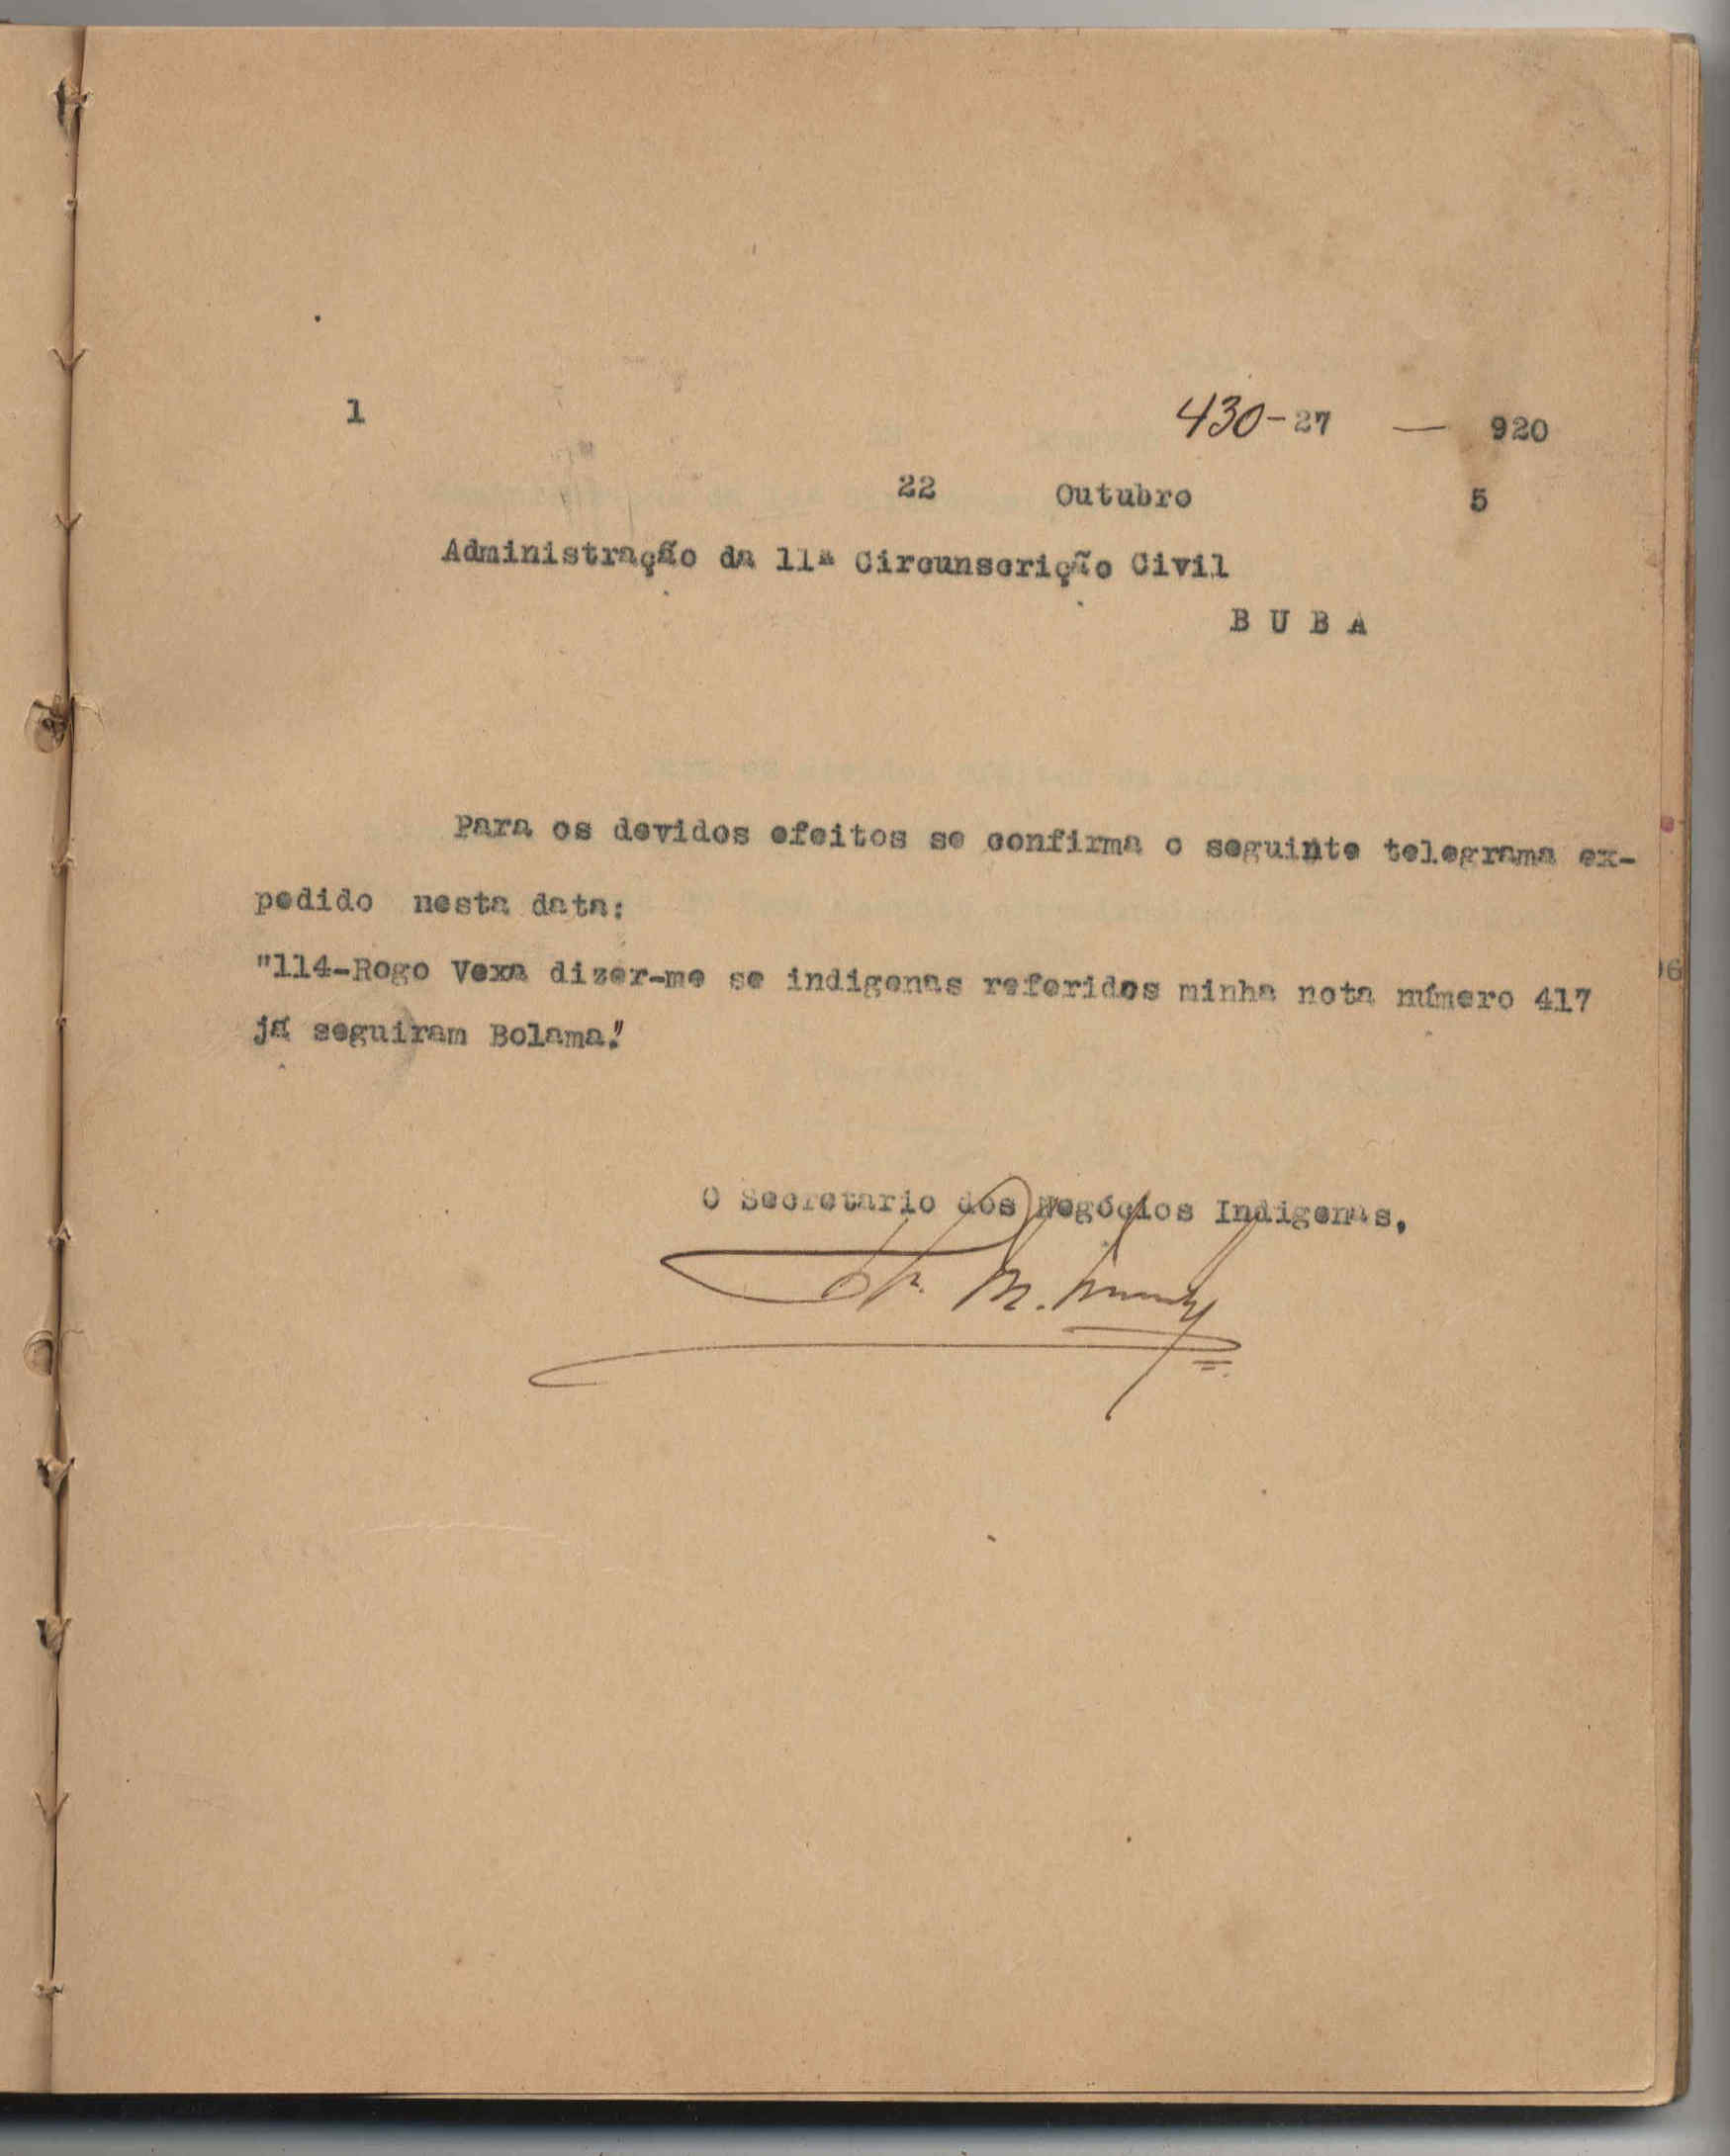 1 430-27 — 920
22 Outubro 5
Administração da 11ª Circunscrição Civil
B U B A
Para os devidos efeitos se confirma o seguinte telegrama ex-
pedido nesta data:
"114-Rogo Vexa dizer-me se indigenas referidos minha nota número 417
já seguiram Bolama."
O Secretario dos Negócios Indigenas,